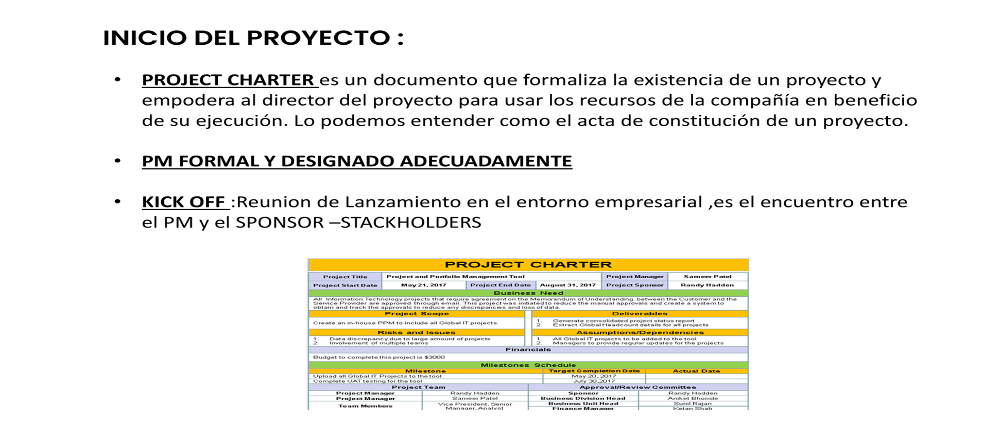 INICIO DEL PROYECTO :
• PROJECT CHARTER es un documento que formaliza la existencia de un proyecto y
empodera al director del proyecto para usar los recursos de la compañía en beneficio
de su ejecución. Lo podemos entender como el acta de constitución de un proyecto.
• PM FORMAL Y DESIGNADO ADECUADAMENTE
• KICK OFF :Reunion de Lanzamiento en el entorno empresarial ,es el encuentro entre
el PM y el SPONSOR –STACKHOLDERS
PROJECT CHARTER
Project Title Project and Portfolio Management Tool Project Manager Sameer Patel
Project Start Date May 21, 2017 Project End Date August 31, 2017 Project Sponsor Randy Hadden
Business Need
All Information Technology projects that require agreement on the Memorandum of Understanding between the Customer and the
Service Provider are approved through email. This project was initiated to reduce the manual approvals and create a system to
obtain and track the approvals to reduce any discrepancies and loss of data.
Project Scope
Create an in-house PPM to include all Global IT projects.
Deliverables
1. Generate consolidated project status report
2. Extract Global Headcount details for all projects
Risks and Issues
1. Data discrepancy due to large amount of projects
2. Involvement of multiple teams
Assumptions/Dependencies
1. All Global IT projects to be added to the tool
2. Managers to provide regular updates for the projects
Financials
Budget to complete this project is $3000
Milestones Schedule
Milestone Target Completion Date Actual Date
Upload all Global IT Projects to the tool May 20, 2017
Complete UAT testing for the tool July 30,2017
Project Team Approval/Review Committee
Project Manager Randy Hadden Sponsor Randy Hadden
Project Manager Sameer Patel Business Division Head Aniket Bhonsle
Team Members Vice President, Senior
Manager, Analyst
Business Unit Head Sunil Rajan
Finance Manager Ketan Shah